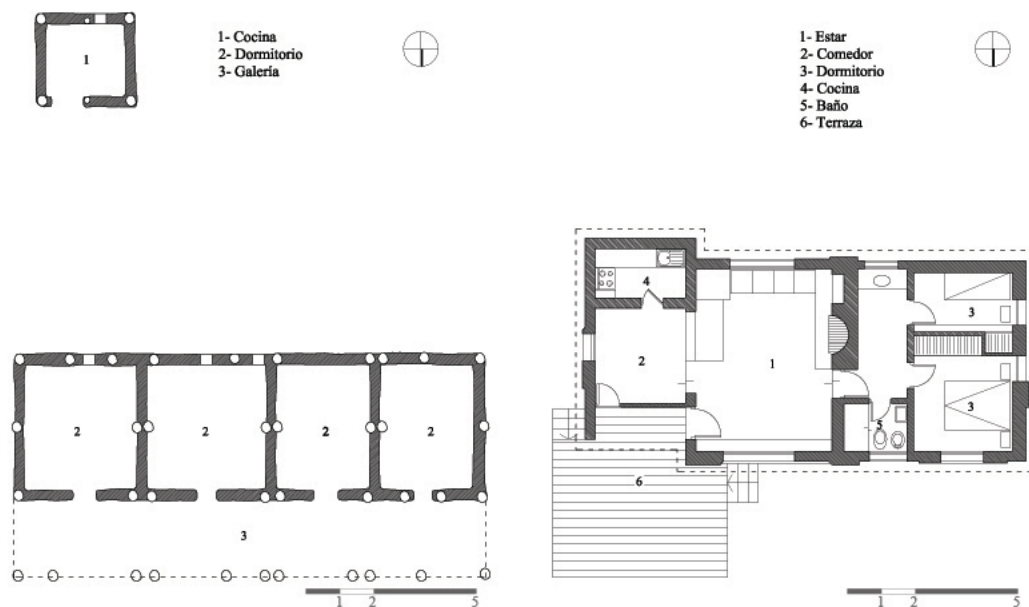 1- Cocina
2- Dormitorio
3- Galería
1
2
2
2
2
3
1 2 5
1- Estar
2- Comedor
3- Dormitorio
4- Cocina
5- Baño
6- Terraza
4
3
2
1
3
5
6
1 2 5